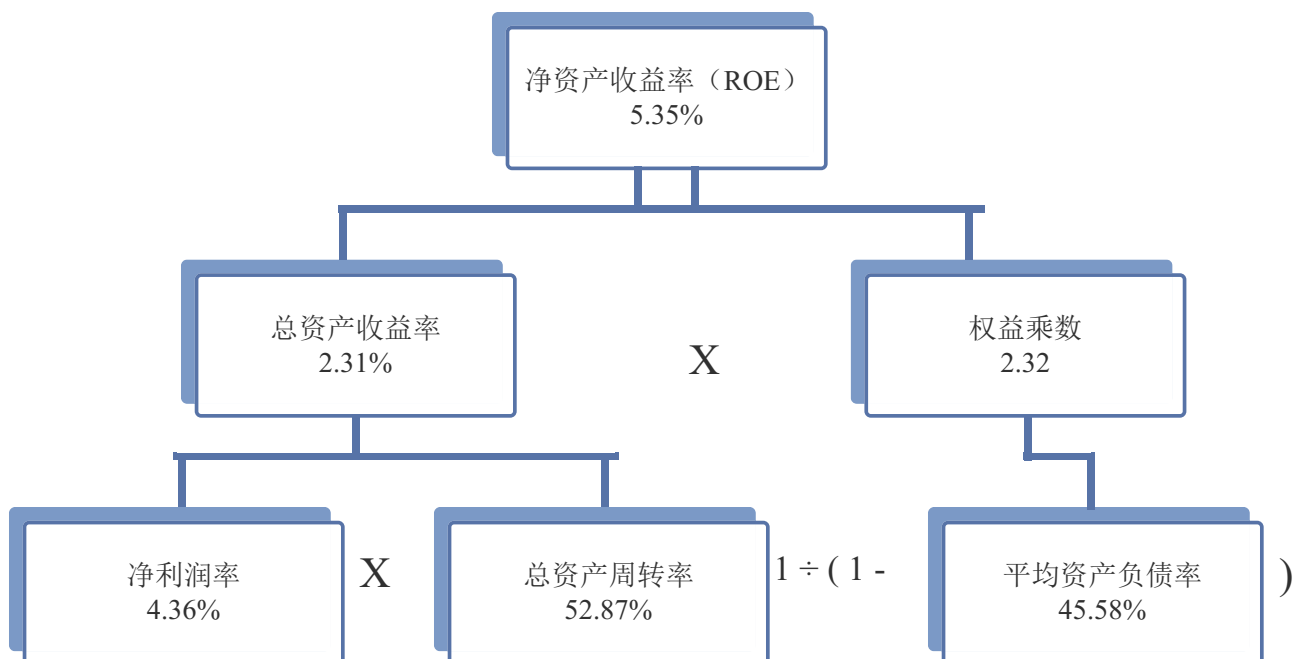 净资产收益率（ROE）
5.35%
总资产收益率
2.31%
X
权益乘数
2.32
净利润率
4.36%
X
总资产周转率
52.87%
1 ÷ ( 1 -
平均资产负债率
45.58%
)